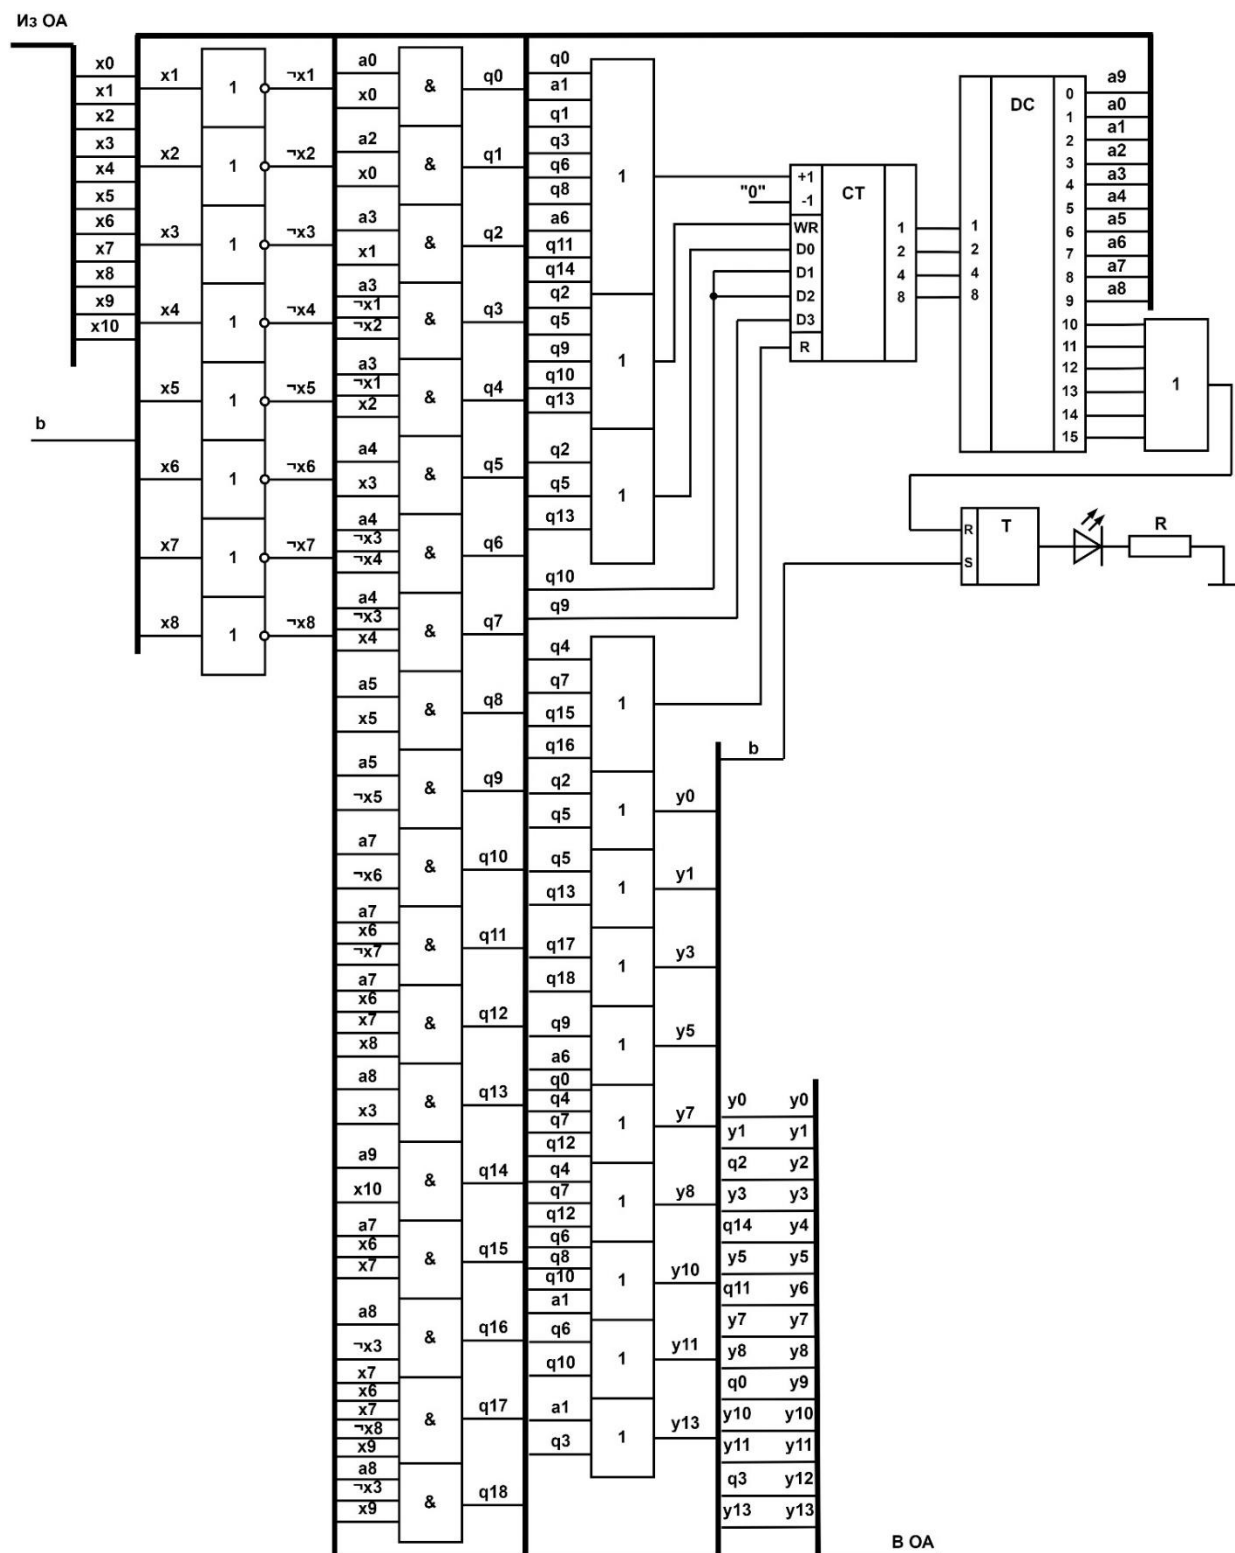 Из ОА
x0
x1
x2
x3
x4
x5
x6
x7
x8
x9
x10
b
x1 1 ¬x1
x2 1 ¬x2
x3 1 ¬x3
x4 1 ¬x4
x5 1 ¬x5
x6 1 ¬x6
x7 1 ¬x7
x8 1 ¬x8
a0
x0
& q0
a2
x0
& q1
a3
x1
& q2
a3
¬x1
¬x2
& q3
a3
¬x1
x2
& q4
a4
x3
& q5
a4
¬x3
¬x4
& q6
a4
¬x3
x4
& q7
a5
x5
& q8
a5
¬x5
& q9
a7
¬x6
& q10
a7
x6
¬x7
& q11
a7
x6
x7
x8
& q12
a8
x3
& q13
a9
x10
& q14
a7
x6
x7
& q15
a8
¬x3
& q16
x7
x6
x7
¬x8
x9
& q17
a8
¬x3
x9
& q18
q0
a1
q1
q3
q6
q8
a6
q11
q14
1
q2
q5
q9
q10
q13
1
q2
q5
q13
1
q10
q9
q4
q7
q15
q16
1
q2
q5
1 y0
q5
q13
1 y1
q17
q18
1 y3
q9
a6
1 y5
q0
q4
q7
q12
1 y7
q4
q7
q12
1 y8
q6
q8
q10
a1
1 y10
q6
q10
1 y11
a1
q3
1 y13
"0"
+1
-1
WR
D0
D1
D2
D3
R
CT
1
2
4
8
1
2
4
8
DC
0 a9
1 a0
2 a1
3 a2
4 a3
5 a4
6 a5
7 a6
8 a7
9 a8
10
11
12
13
14
15
1
R
S
T
R
b
y0 y0
y1 y1
q2 y2
y3 y3
q14 y4
y5 y5
q11 y6
y7 y7
y8 y8
q0 y9
y10 y10
y11 y11
q3 y12
y13 y13
В ОА